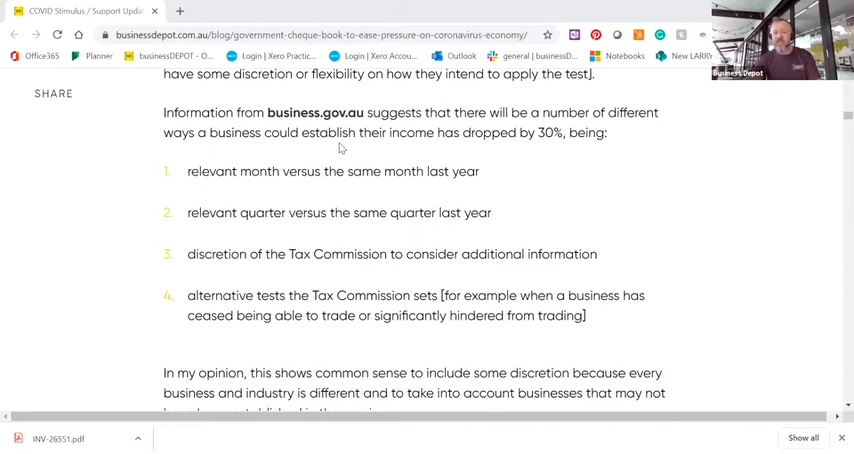 COVID Stimulus / Support Upda
businessdepot.com.au/blog/government-cheque-book-to-ease-pressure-on-coronavirus-economy/
Office365
Planner
businessDEPOT - O...
Login | Xero Practic...
Login | Xero Accou...
Outlook
general | businessD...
Notebooks
New LARRY
Business Depot
have some discretion or flexibility on how they intend to apply the test].
SHARE
Information from business.gov.au suggests that there will be a number of different
ways a business could establish their income has dropped by 30%, being:
1. relevant month versus the same month last year
2. relevant quarter versus the same quarter last year
3. discretion of the Tax Commission to consider additional information
4. alternative tests the Tax Commission sets [for example when a business has
ceased being able to trade or significantly hindered from trading]
In my opinion, this shows common sense to include some discretion because every
business and industry is different and to take into account businesses that may not
INV-26551.pdf
Show all